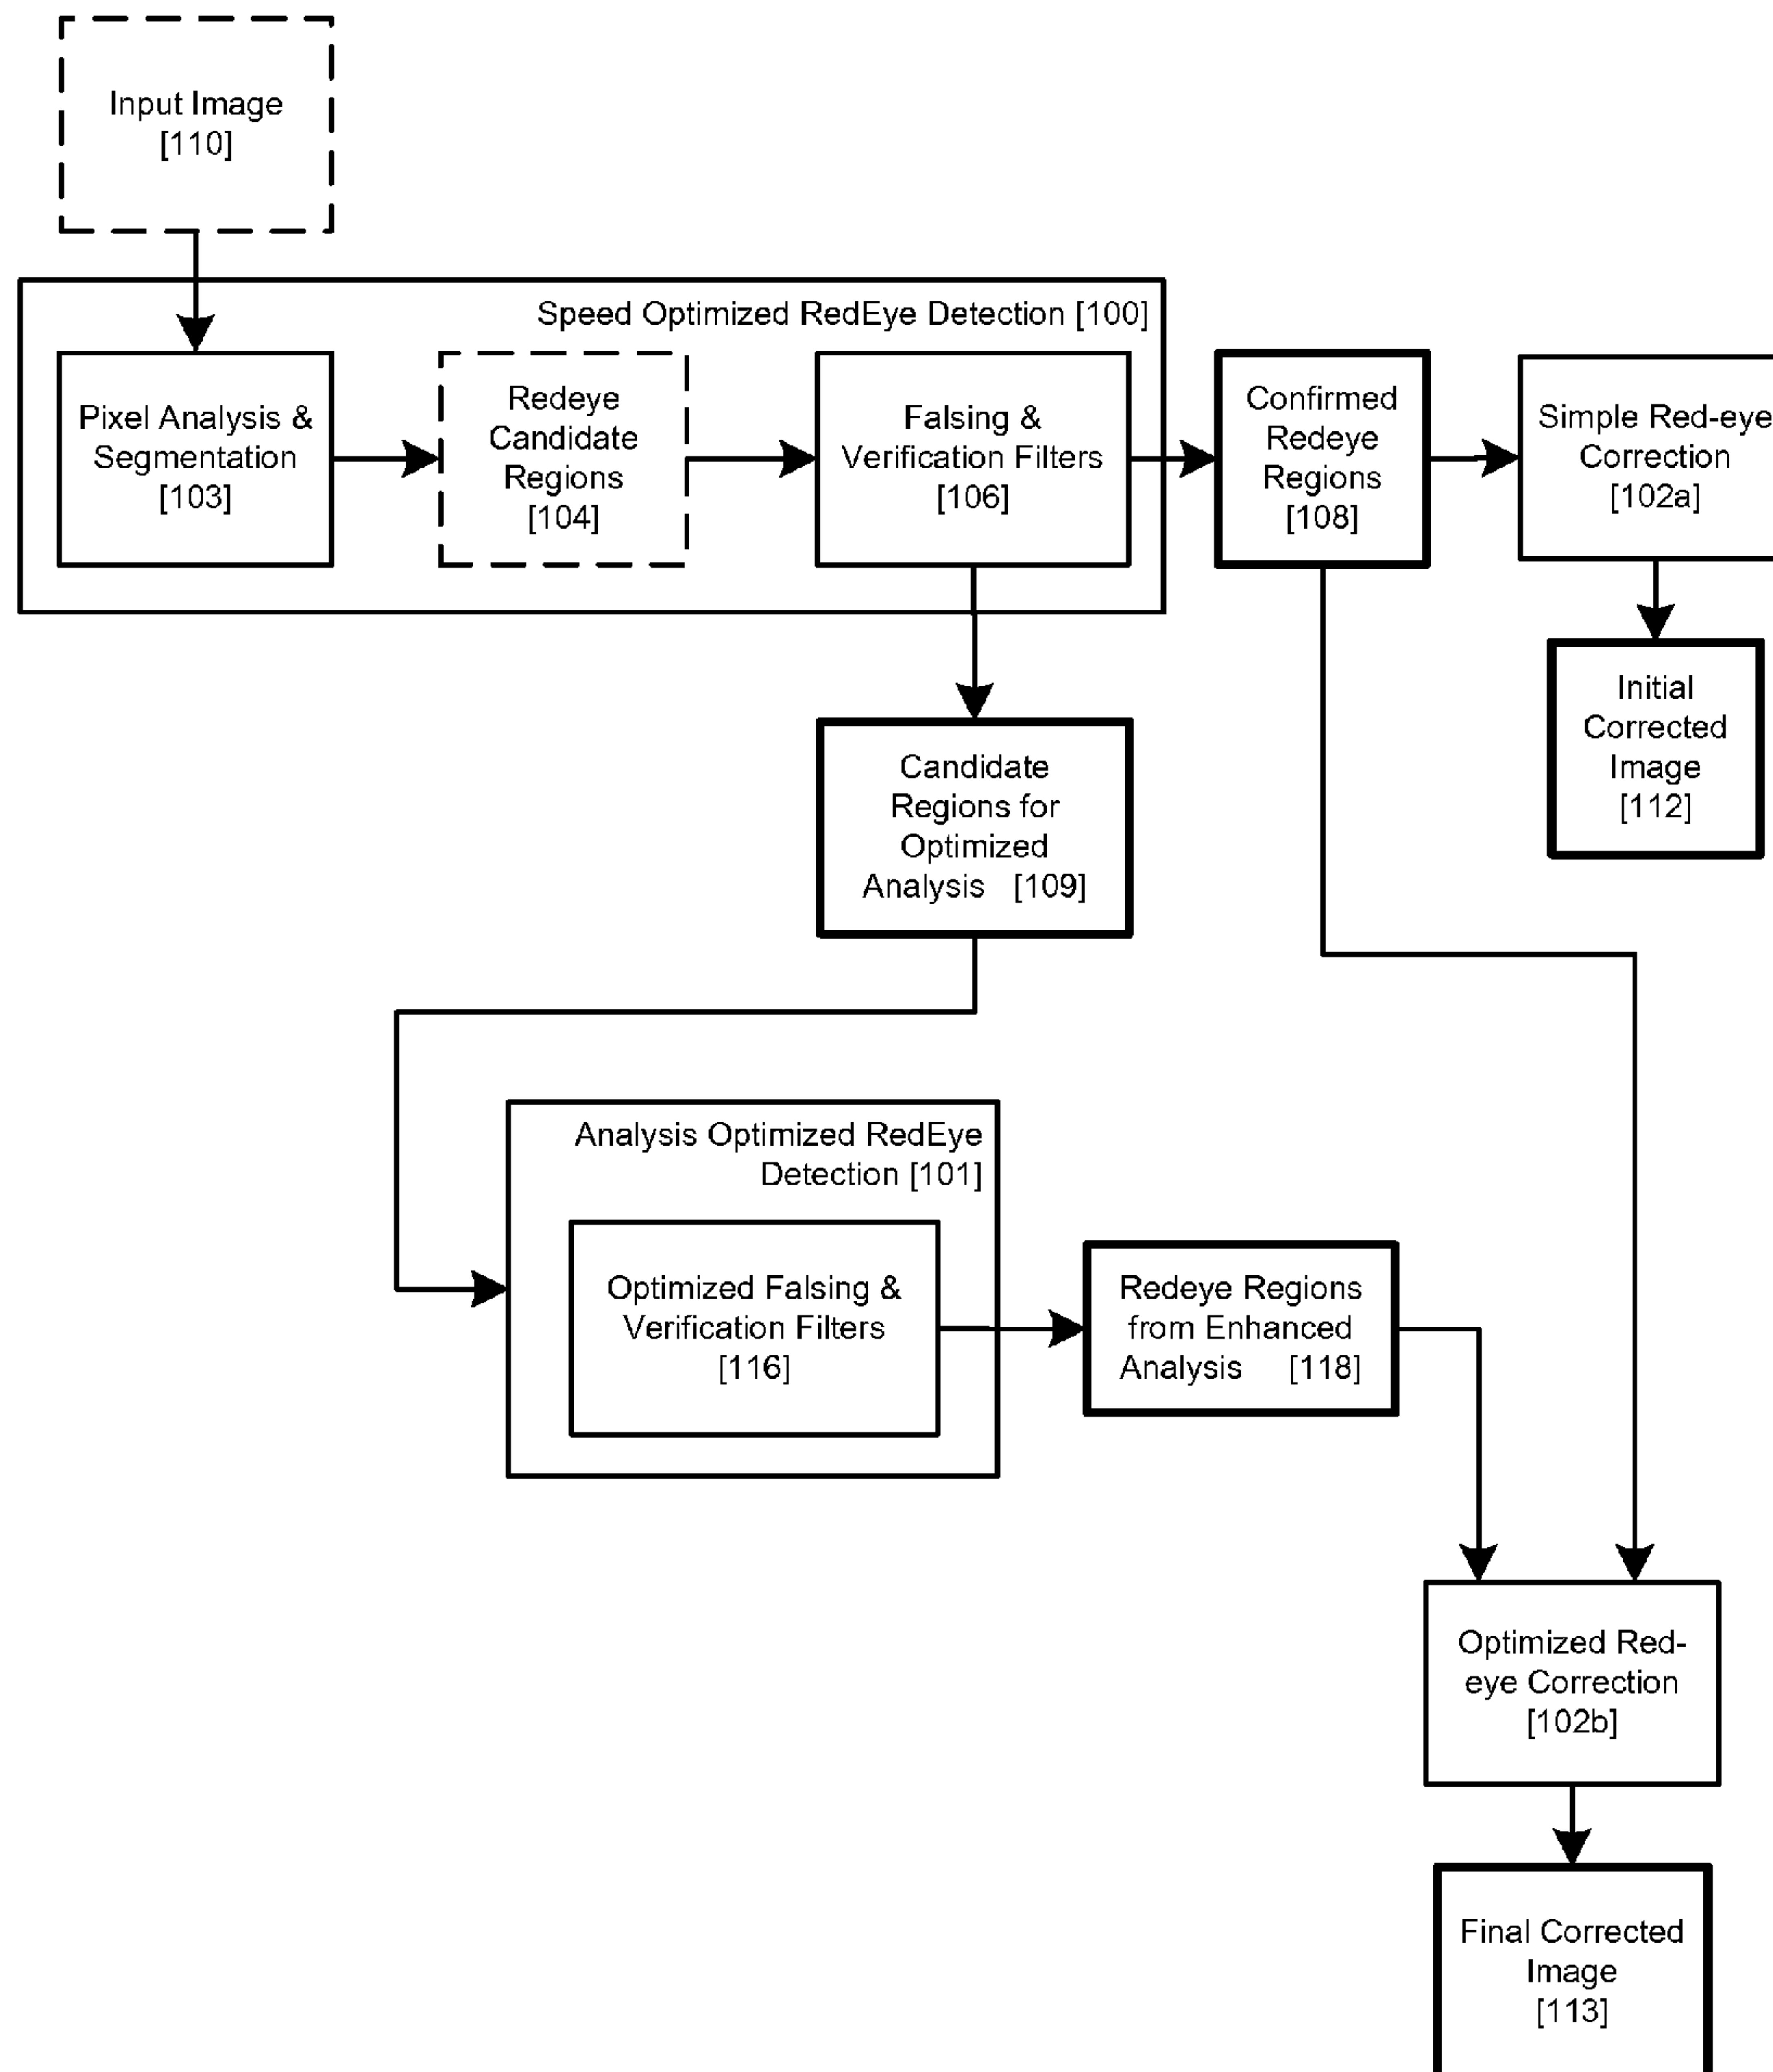 Input Image
[110]
Speed Optimized RedEye Detection [100]
Pixel Analysis &
Segmentation
[103]
Redeye
Candidate
Regions
[104]
Falsing &
Verification Filters
[106]
Confirmed
Redeye
Regions
[108]
Simple Red-eye
Correction
[102a]
Initial
Corrected
Image
[112]
Candidate
Regions for
Optimized
Analysis [109]
Analysis Optimized RedEye
Detection [101]
Optimized Falsing &
Verification Filters
[116]
Redeye Regions
from Enhanced
Analysis [118]
Optimized Red-
eye Correction
[102b]
Final Corrected
Image
[113]